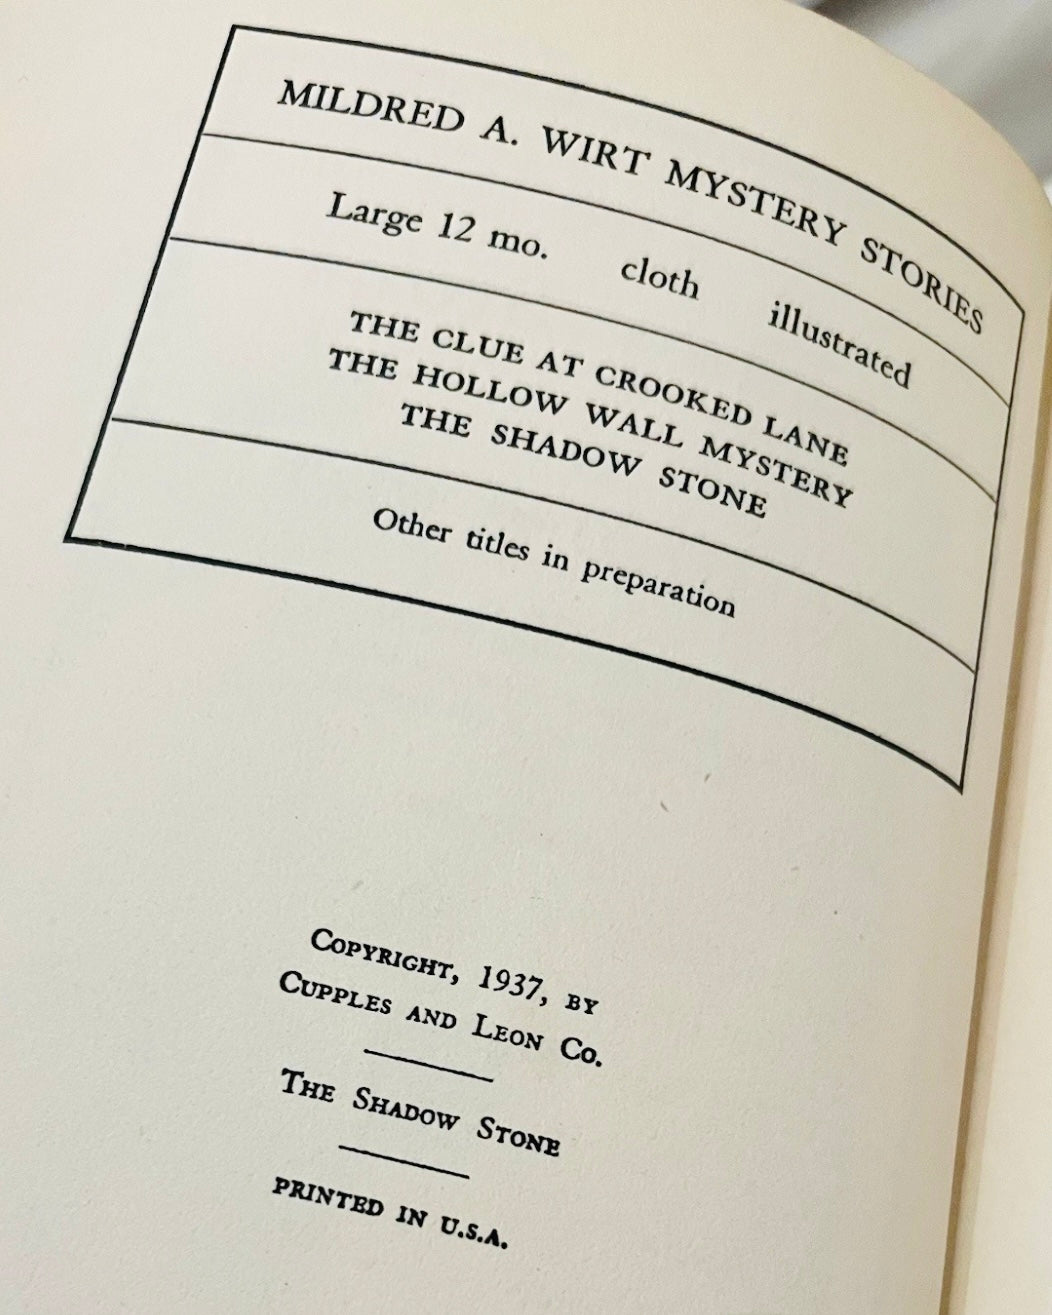 MILDRED A. WIRT MYSTERY STORIES
Large 12 mo. cloth illustrated
THE CLUE AT CROOKED LANE
THE HOLLOW WALL MYSTERY
THE SHADOW STONE
Other titles in preparation
COPYRIGHT, 1937, BY
CUPPLES AND LEON CO.
THE SHADOW STONE
PRINTED IN U.S.A.